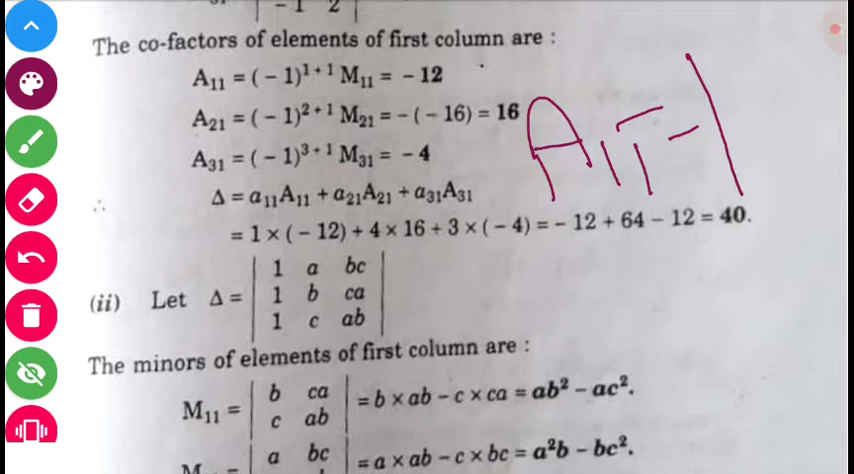 | - 1 2 |
The co-factors of elements of first column are :
A₁₁ = (– 1)¹⁺¹ M₁₁ = – 12
A₂₁ = (– 1)²⁺¹ M₂₁ = – (– 16) = 16
A₃₁ = (– 1)³⁺¹ M₃₁ = – 4
∴ Δ = a₁₁A₁₁ + a₂₁A₂₁ + a₃₁A₃₁
= 1 × (– 12) + 4 × 16 + 3 × (– 4) = – 12 + 64 – 12 = 40.
(ii) Let Δ = | 1 a bc |
| 1 b ca |
| 1 c ab |
The minors of elements of first column are :
M₁₁ = | b ca | = b × ab – c × ca = ab² – ac².
| c ab |
| a bc | = a × ab – c × bc = a²b – bc².